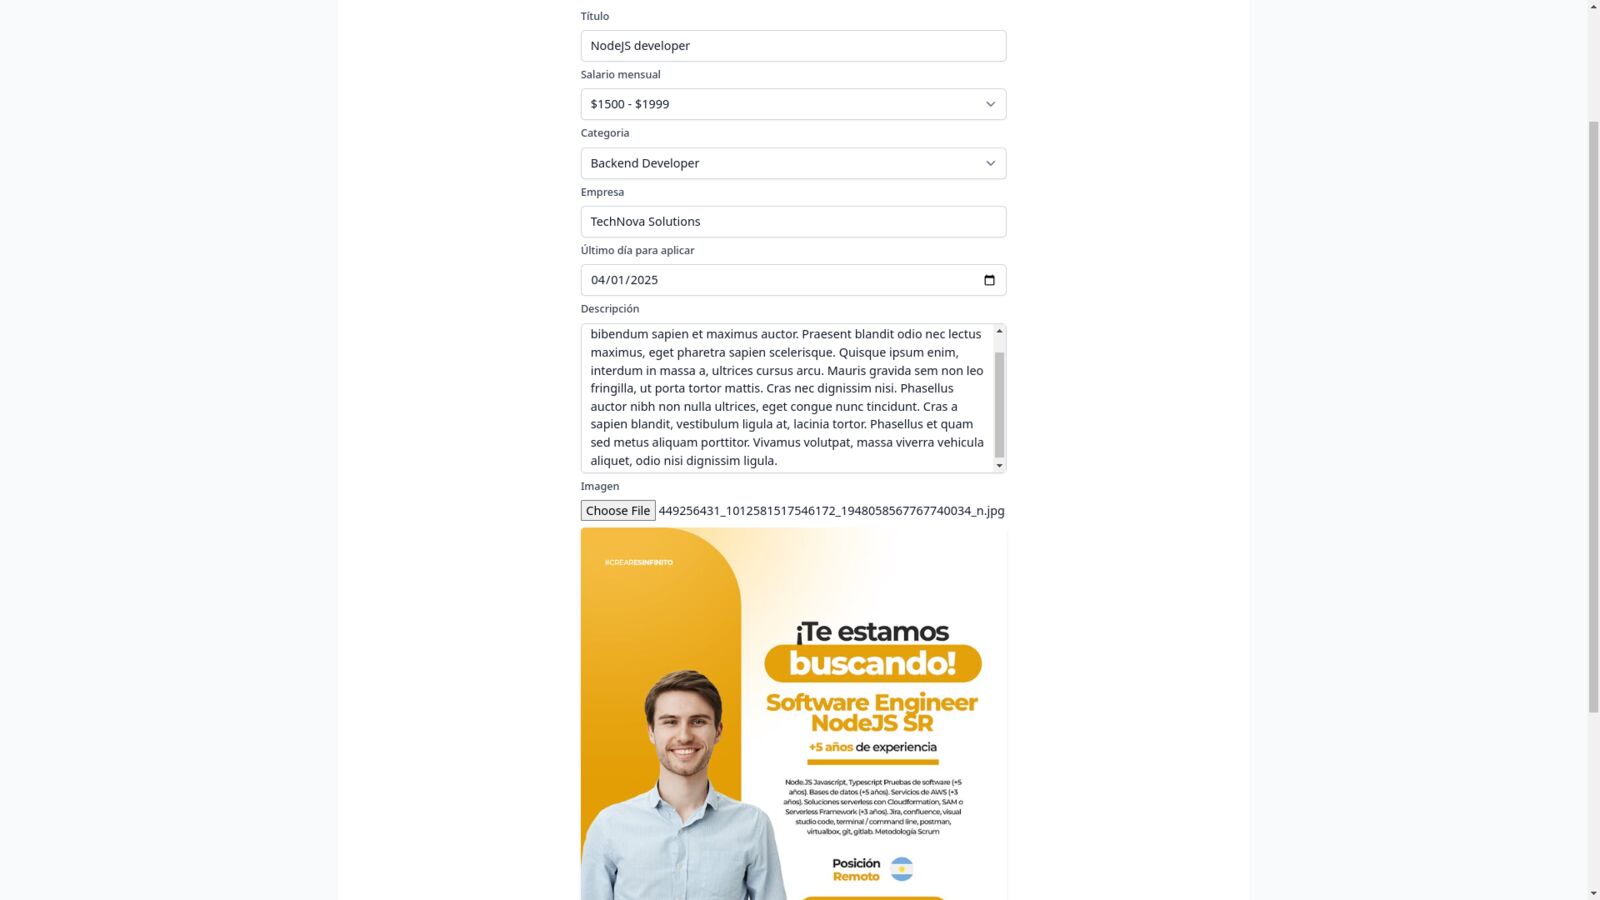 Título
NodeJS developer
Salario mensual
$1500 - $1999
Categoria
Backend Developer
Empresa
TechNova Solutions
Último día para aplicar
04/01/2025
Descripción
bibendum sapien et maximus auctor. Praesent blandit odio nec lectus
maximus, eget pharetra sapien scelerisque. Quisque ipsum enim,
interdum in massa a, ultrices cursus arcu. Mauris gravida sem non leo
fringilla, ut porta tortor mattis. Cras nec dignissim nisi. Phasellus
auctor nibh non nulla ultrices, eget congue nunc tincidunt. Cras a
sapien blandit, vestibulum ligula at, lacinia tortor. Phasellus et quam
sed metus aliquam porttitor. Vivamus volutpat, massa viverra vehicula
aliquet, odio nisi dignissim ligula.
Imagen
Choose File 449256431_1012581517546172_1948058567767740034_n.jpg
#CREARESINFINITO
¡Te estamos
buscando!
Software Engineer
NodeJS SR
+5 años de experiencia
Node.JS Javascript, Typescript Pruebas de software (+5
años). Bases de datos (+5 años). Servicios de AWS (+3
años). Soluciones serverless con Cloudformation, SAM o
Serverless Framework (+3 años). Jira, confluence, visual
studio code, terminal / command line, postman,
virtualbox, git, gitlab. Metodología Scrum
Posición
Remoto